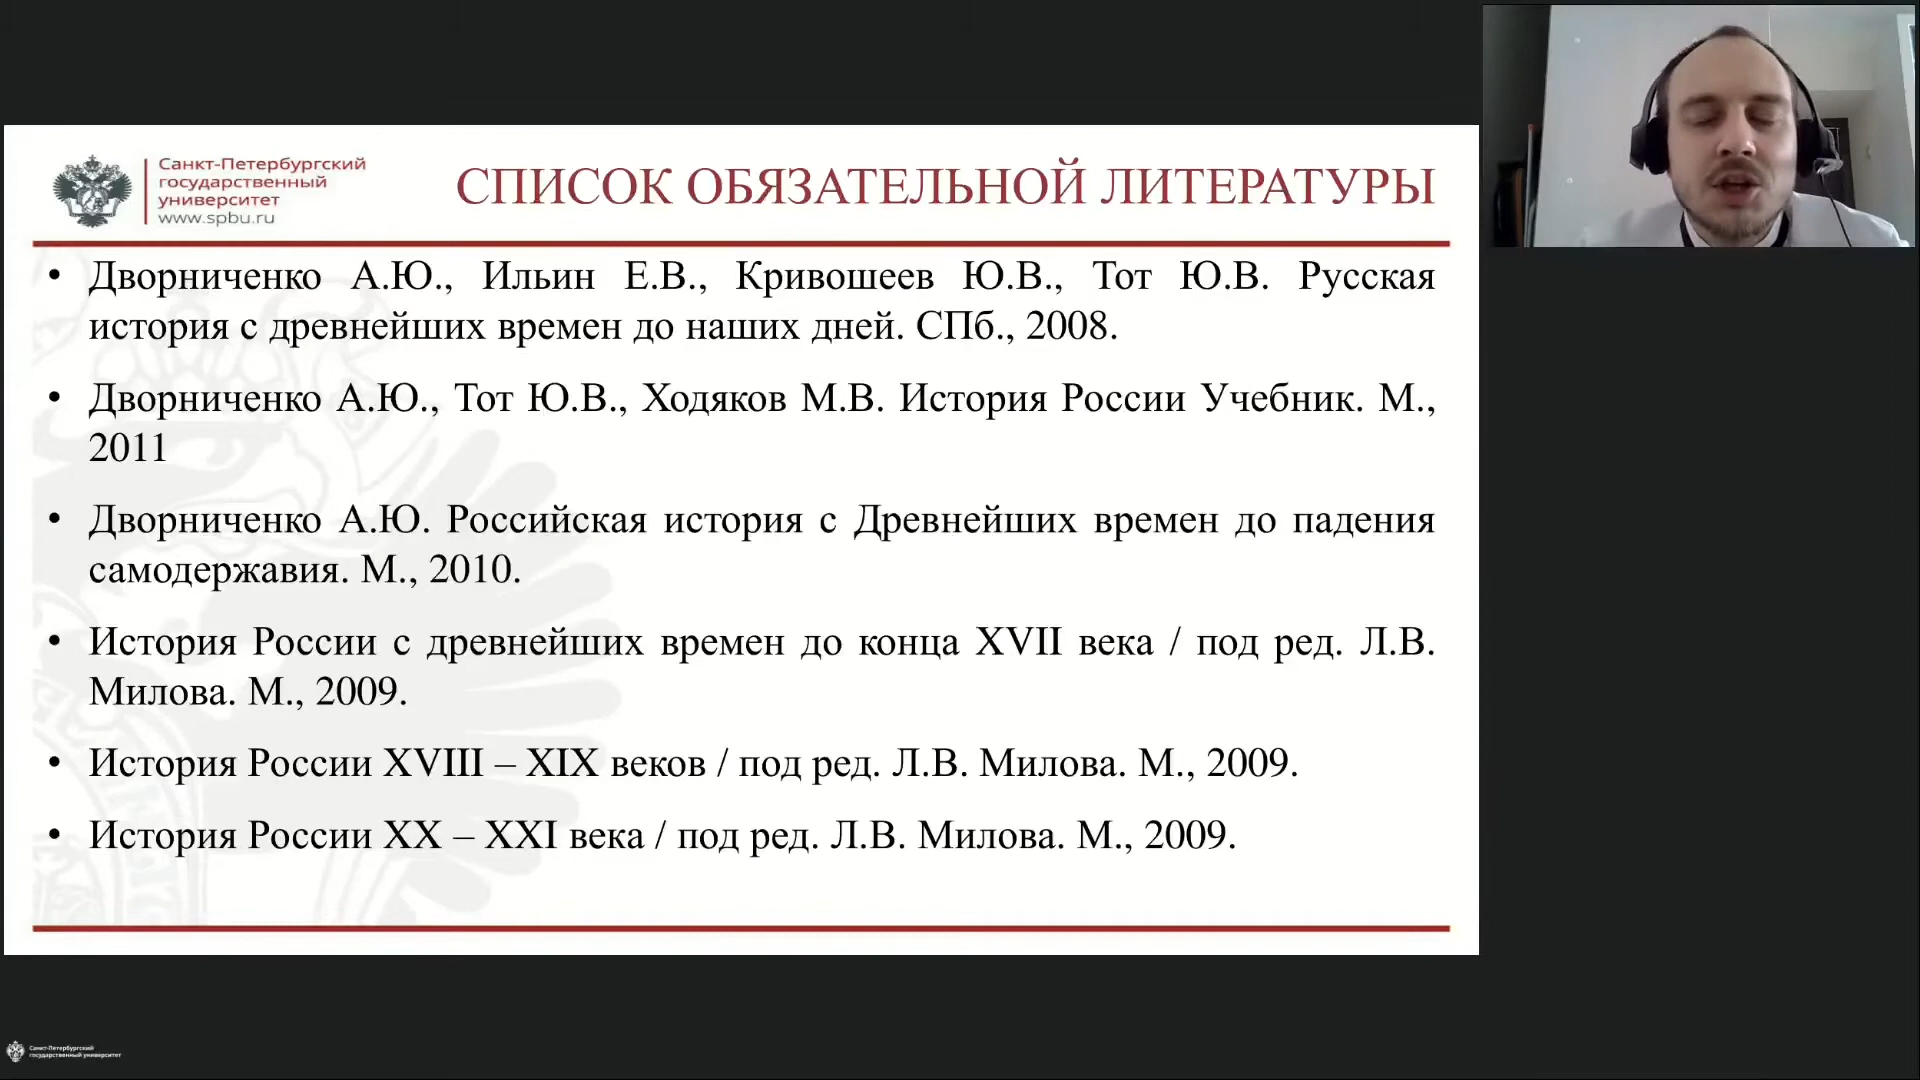 Санкт-Петербургский
государственный
университет
www.spbu.ru
СПИСОК ОБЯЗАТЕЛЬНОЙ ЛИТЕРАТУРЫ
• Дворниченко А.Ю., Ильин Е.В., Кривошеев Ю.В., Тот Ю.В. Русская
история с древнейших времен до наших дней. СПб., 2008.
• Дворниченко А.Ю., Тот Ю.В., Ходяков М.В. История России Учебник. М.,
2011
• Дворниченко А.Ю. Российская история с Древнейших времен до падения
самодержавия. М., 2010.
• История России с древнейших времен до конца XVII века / под ред. Л.В.
Милова. М., 2009.
• История России XVIII – XIX веков / под ред. Л.В. Милова. М., 2009.
• История России XX – XXI века / под ред. Л.В. Милова. М., 2009.
Санкт-Петербургский
государственный университет